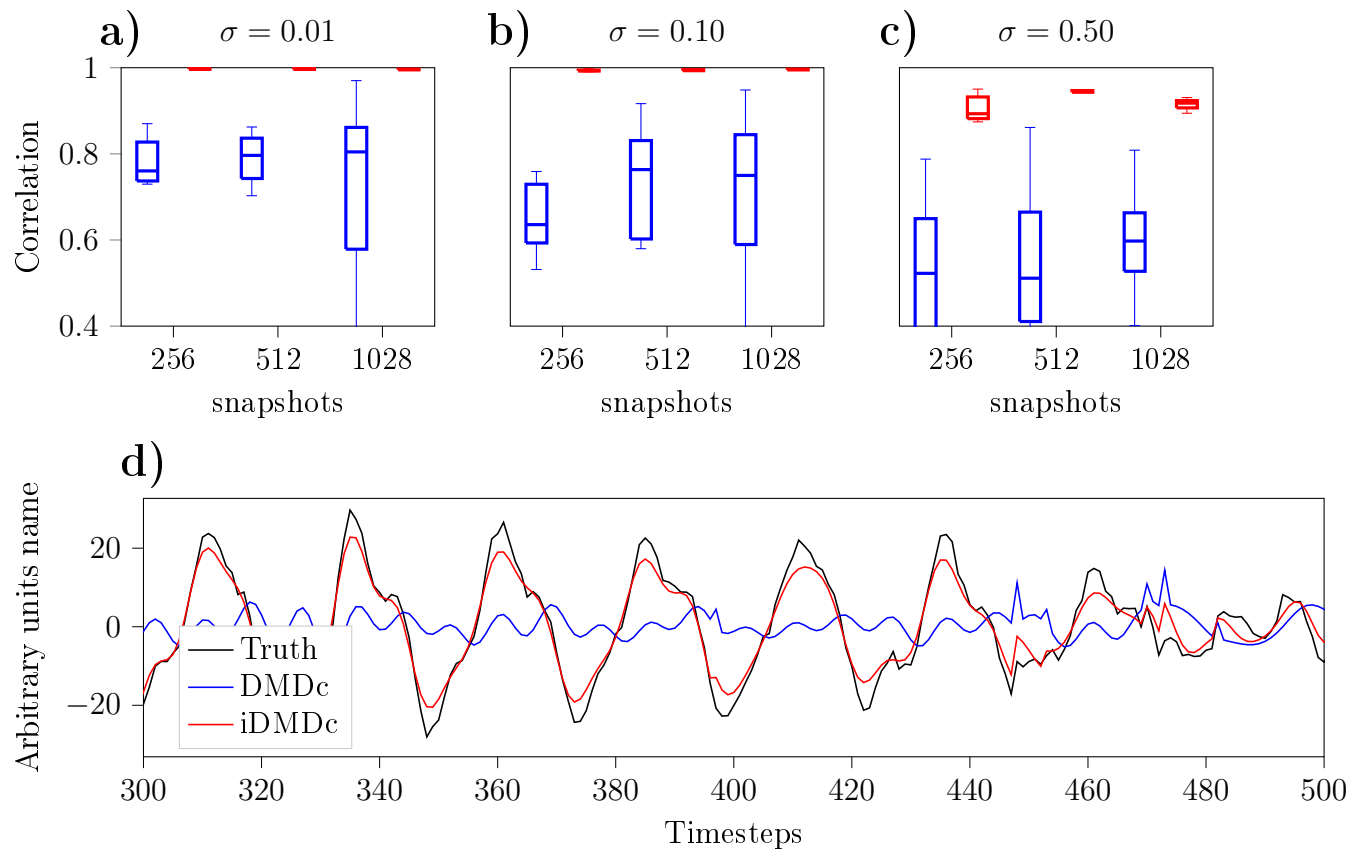 a) σ = 0.01
b) σ = 0.10
c) σ = 0.50
Correlation
1
0.8
0.6
0.4
256 512 1028
256 512 1028
256 512 1028
snapshots
snapshots
snapshots
d)
Arbitrary units name
20
0
−20
Truth
DMDc
iDMDc
300 320 340 360 380 400 420 440 460 480 500
Timesteps